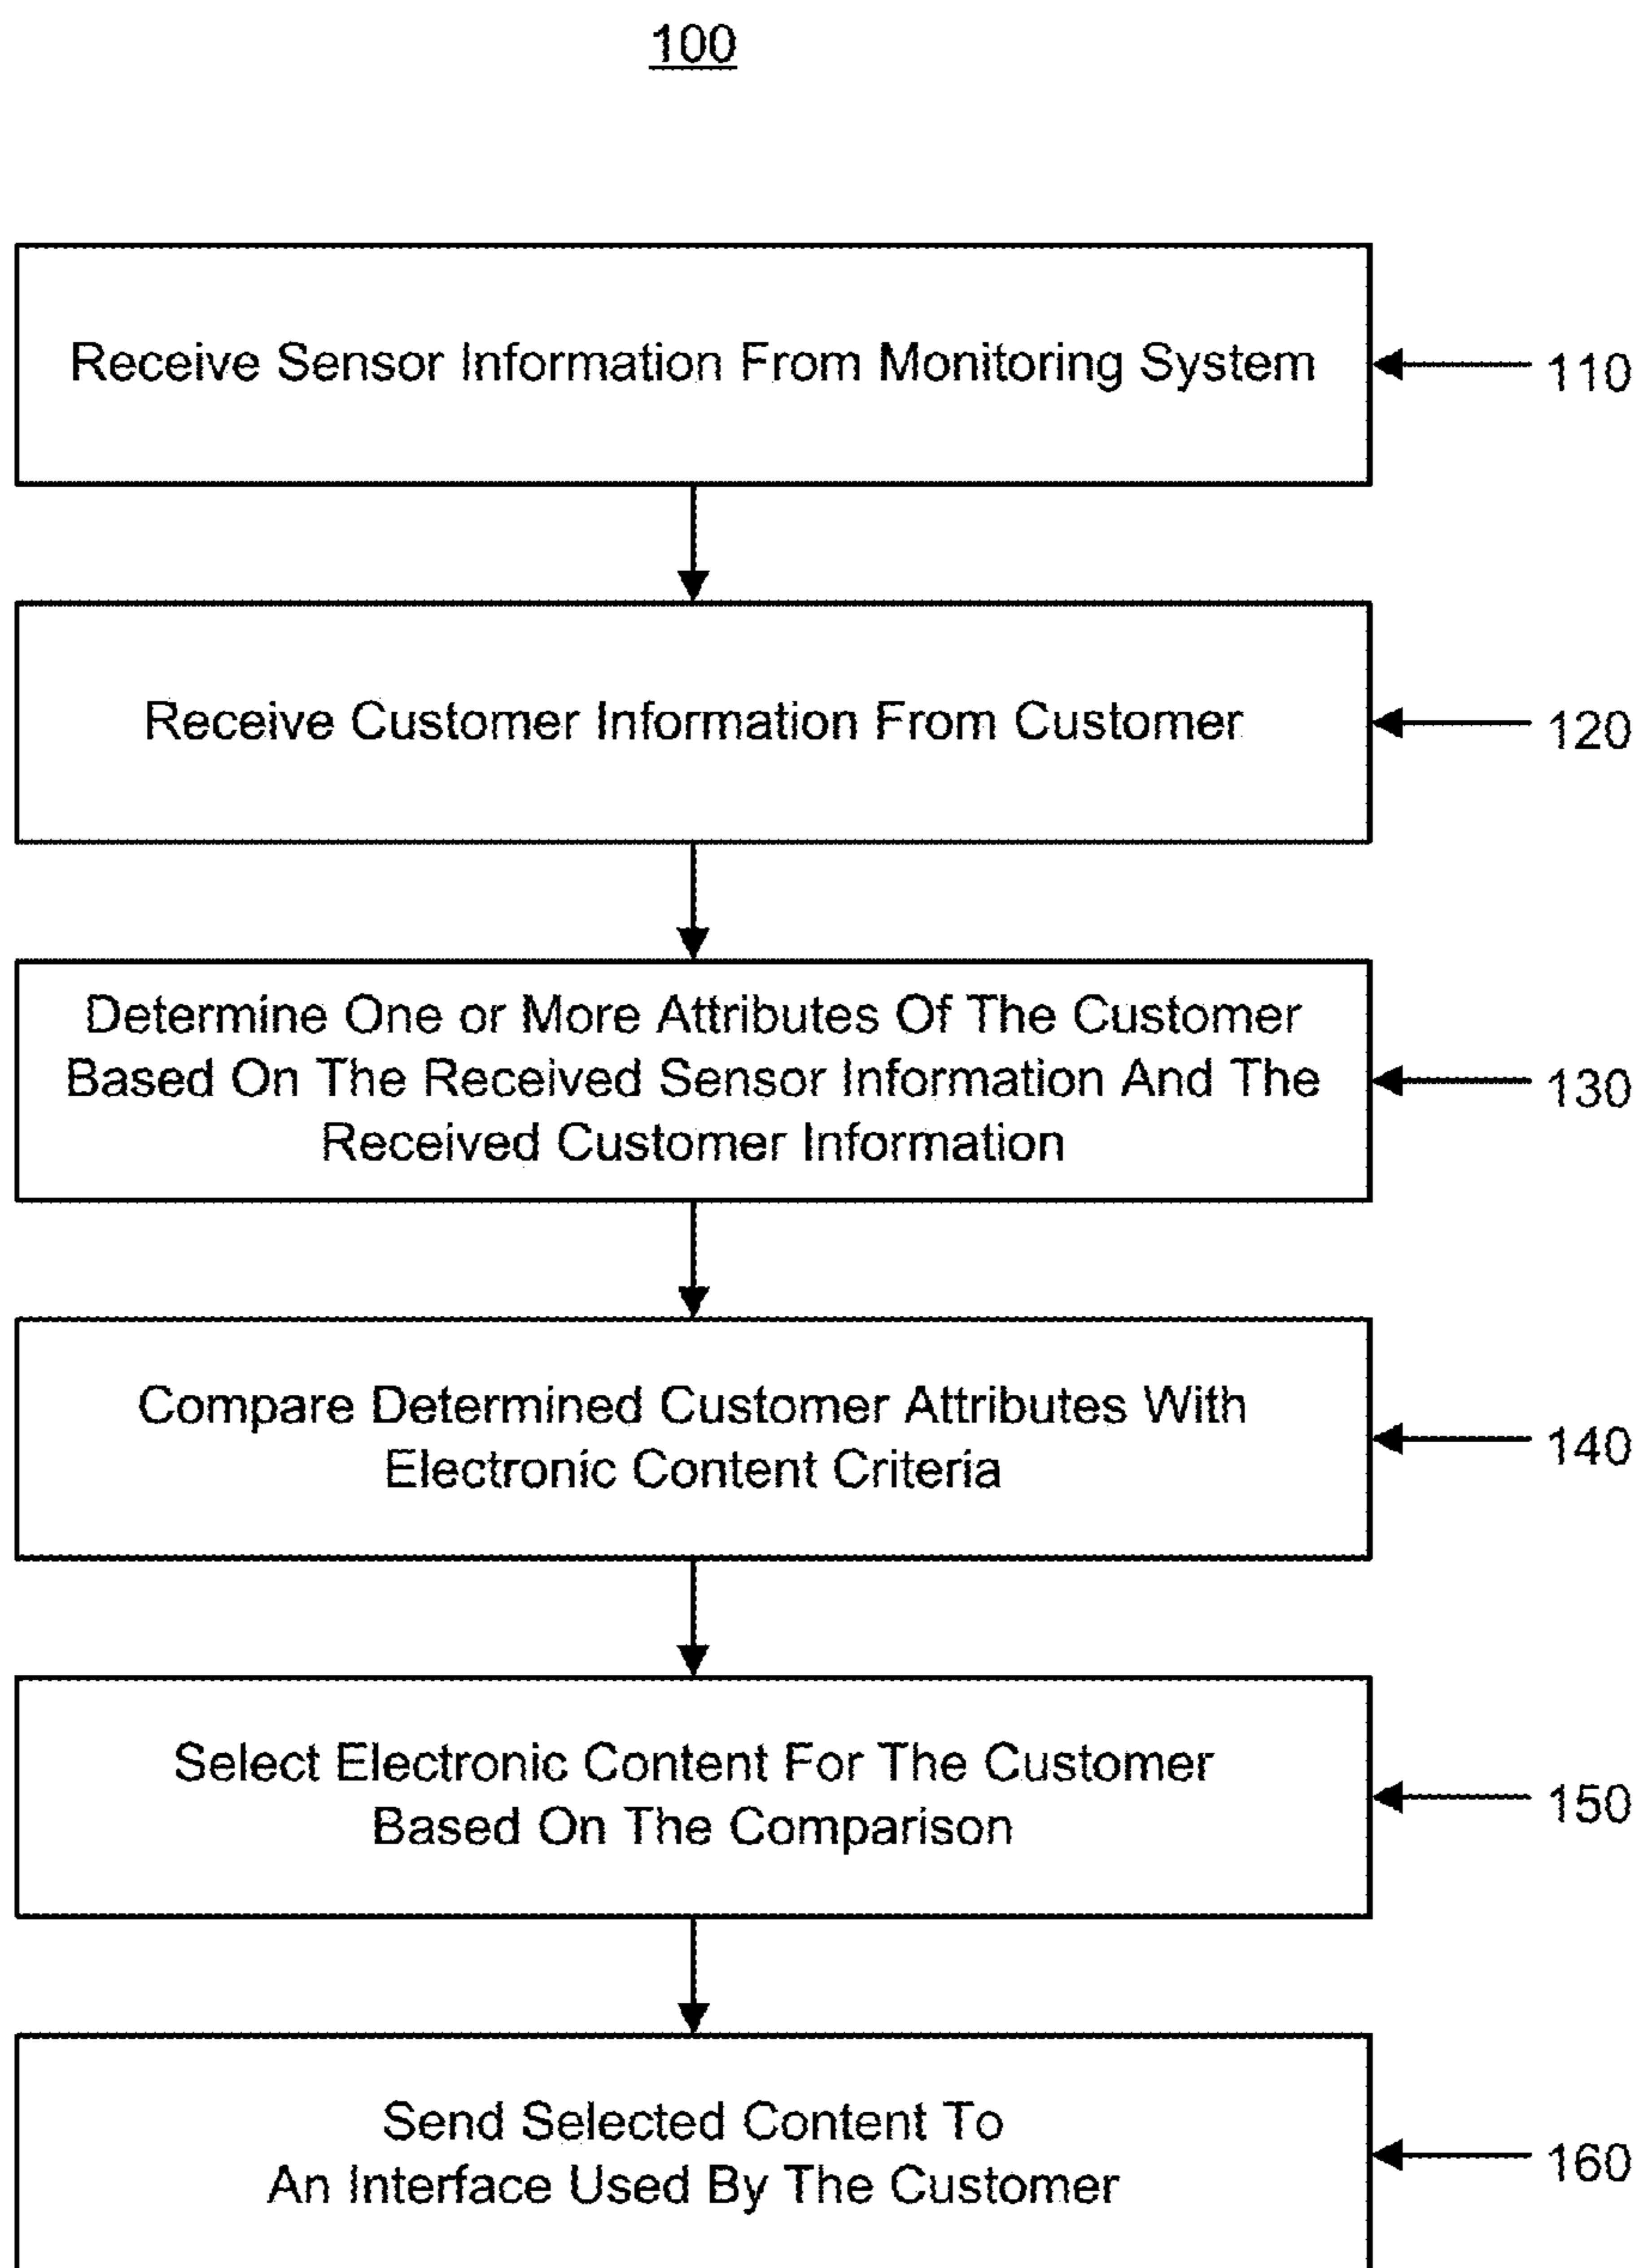 100
Receive Sensor Information From Monitoring System
110
Receive Customer Information From Customer
120
Determine One or More Attributes Of The Customer
Based On The Received Sensor Information And The
Received Customer Information
130
Compare Determined Customer Attributes With
Electronic Content Criteria
140
Select Electronic Content For The Customer
Based On The Comparison
150
Send Selected Content To
An Interface Used By The Customer
160